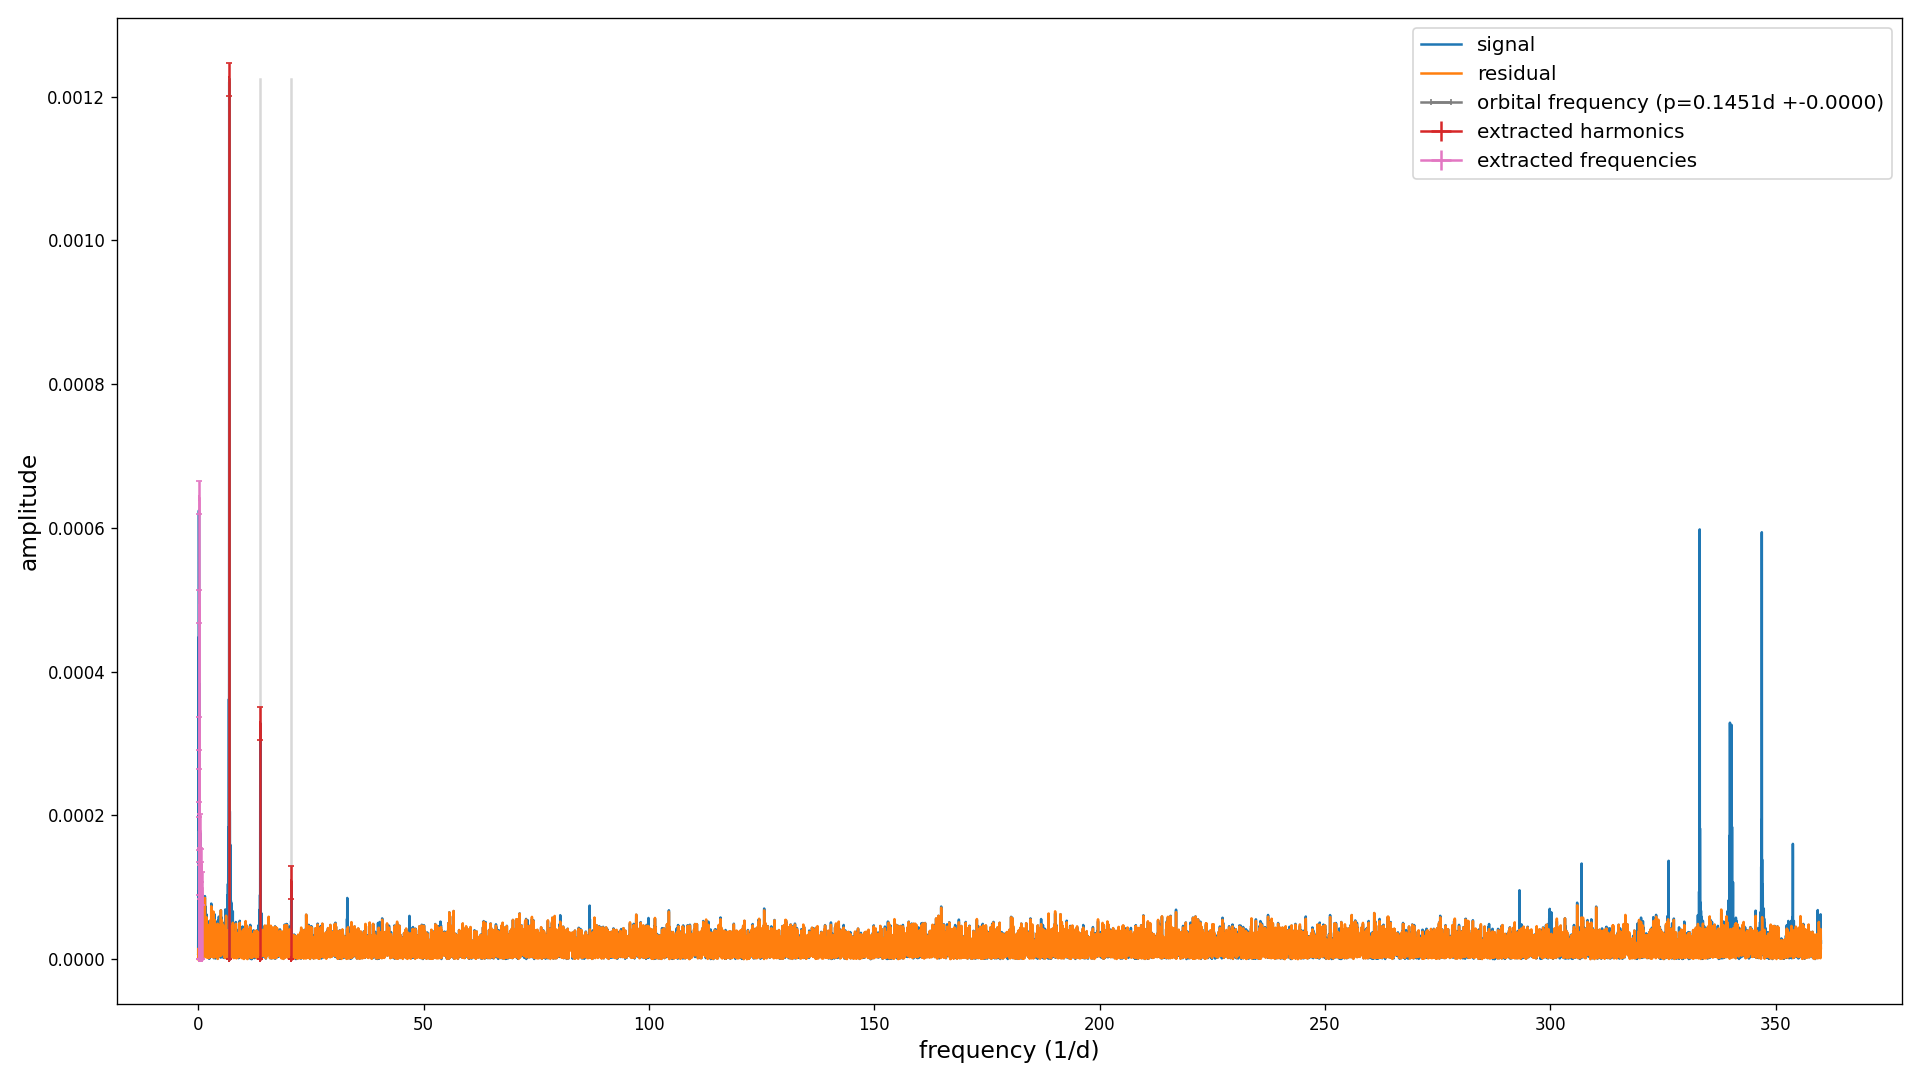 signal
residual
orbital frequency (p=0.1451d +-0.0000)
extracted harmonics
extracted frequencies
amplitude
0.0012
0.0010
0.0008
0.0006
0.0004
0.0002
0.0000
0 50 100 150 200 250 300 350
frequency (1/d)